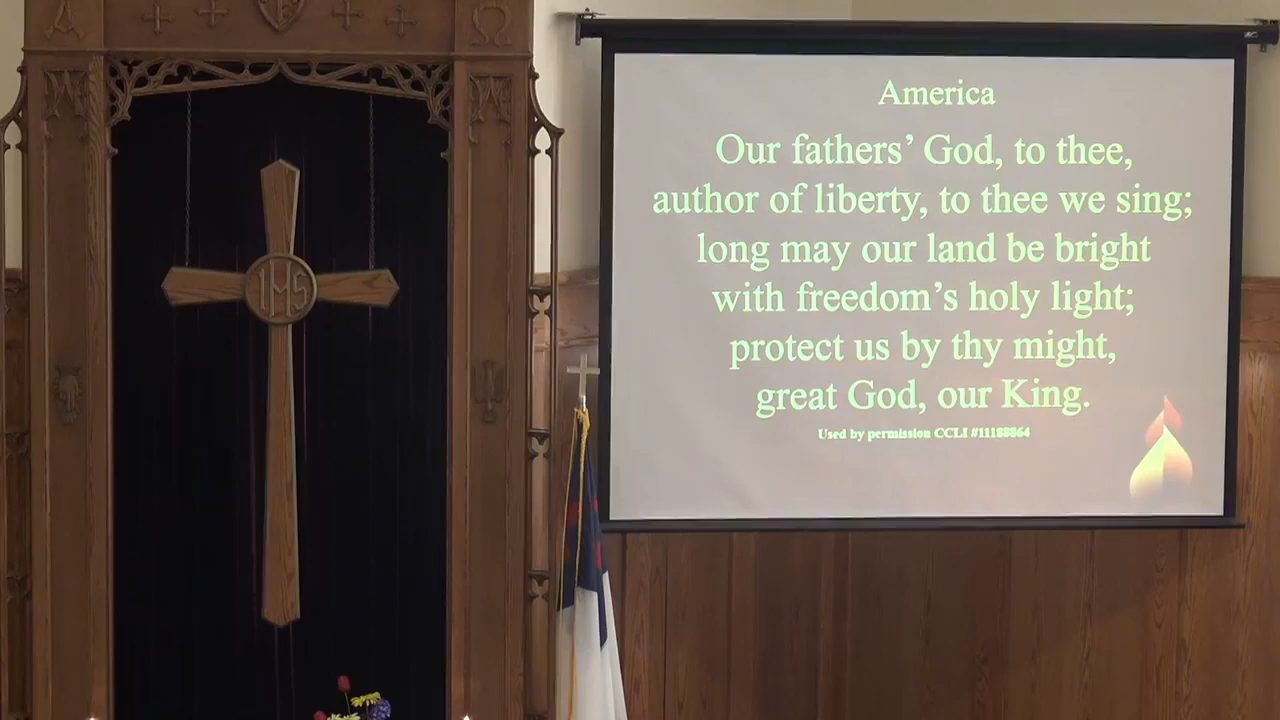 Α
Ω
IHS
America
Our fathers’ God, to thee,
author of liberty, to thee we sing;
long may our land be bright
with freedom’s holy light;
protect us by thy might,
great God, our King.
Used by permission CCLI #11188864